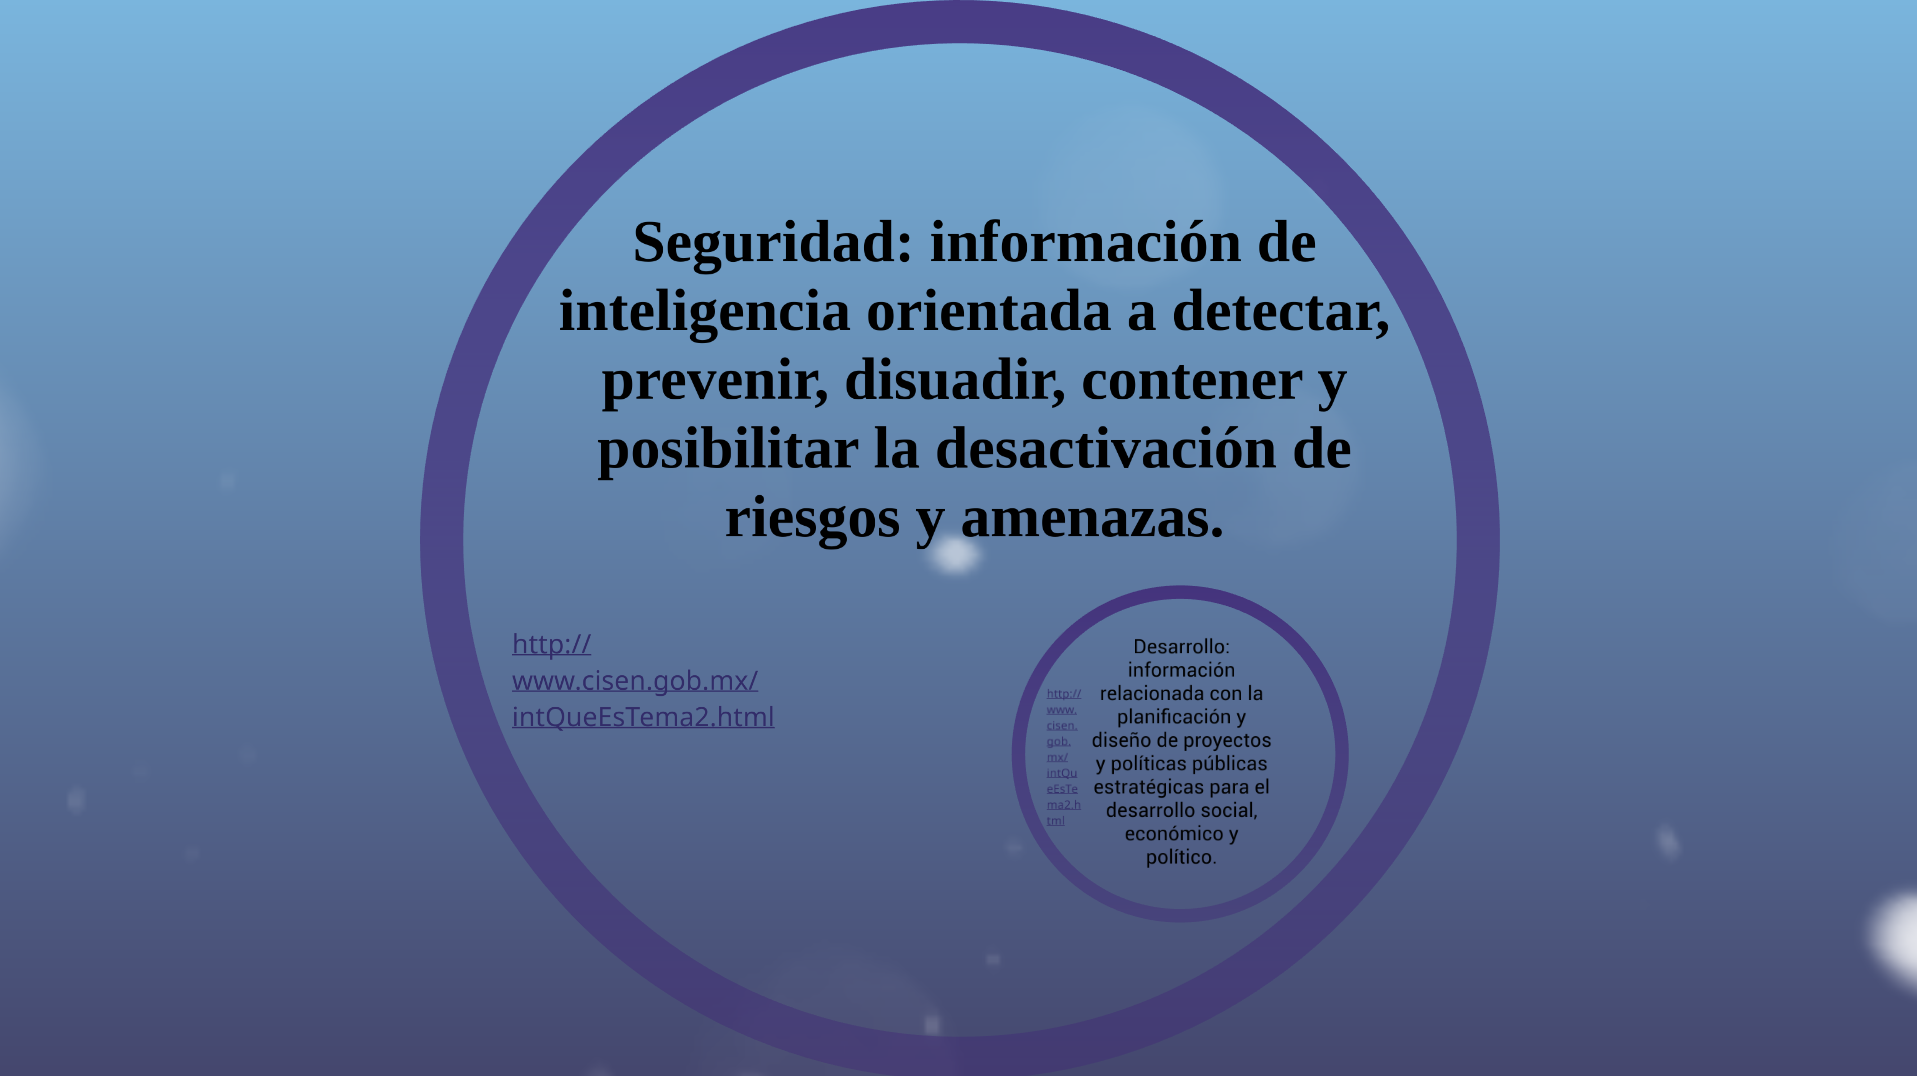 Seguridad: información de
inteligencia orientada a detectar,
prevenir, disuadir, contener y
posibilitar la desactivación de
riesgos y amenazas.
http://
www.cisen.gob.mx/
intQueEsTema2.html
http://
www.
cisen.
gob.
mx/
intQu
eEsTe
ma2.h
tml
Desarrollo:
información
relacionada con la
planificación y
diseño de proyectos
y políticas públicas
estratégicas para el
desarrollo social,
económico y
político.